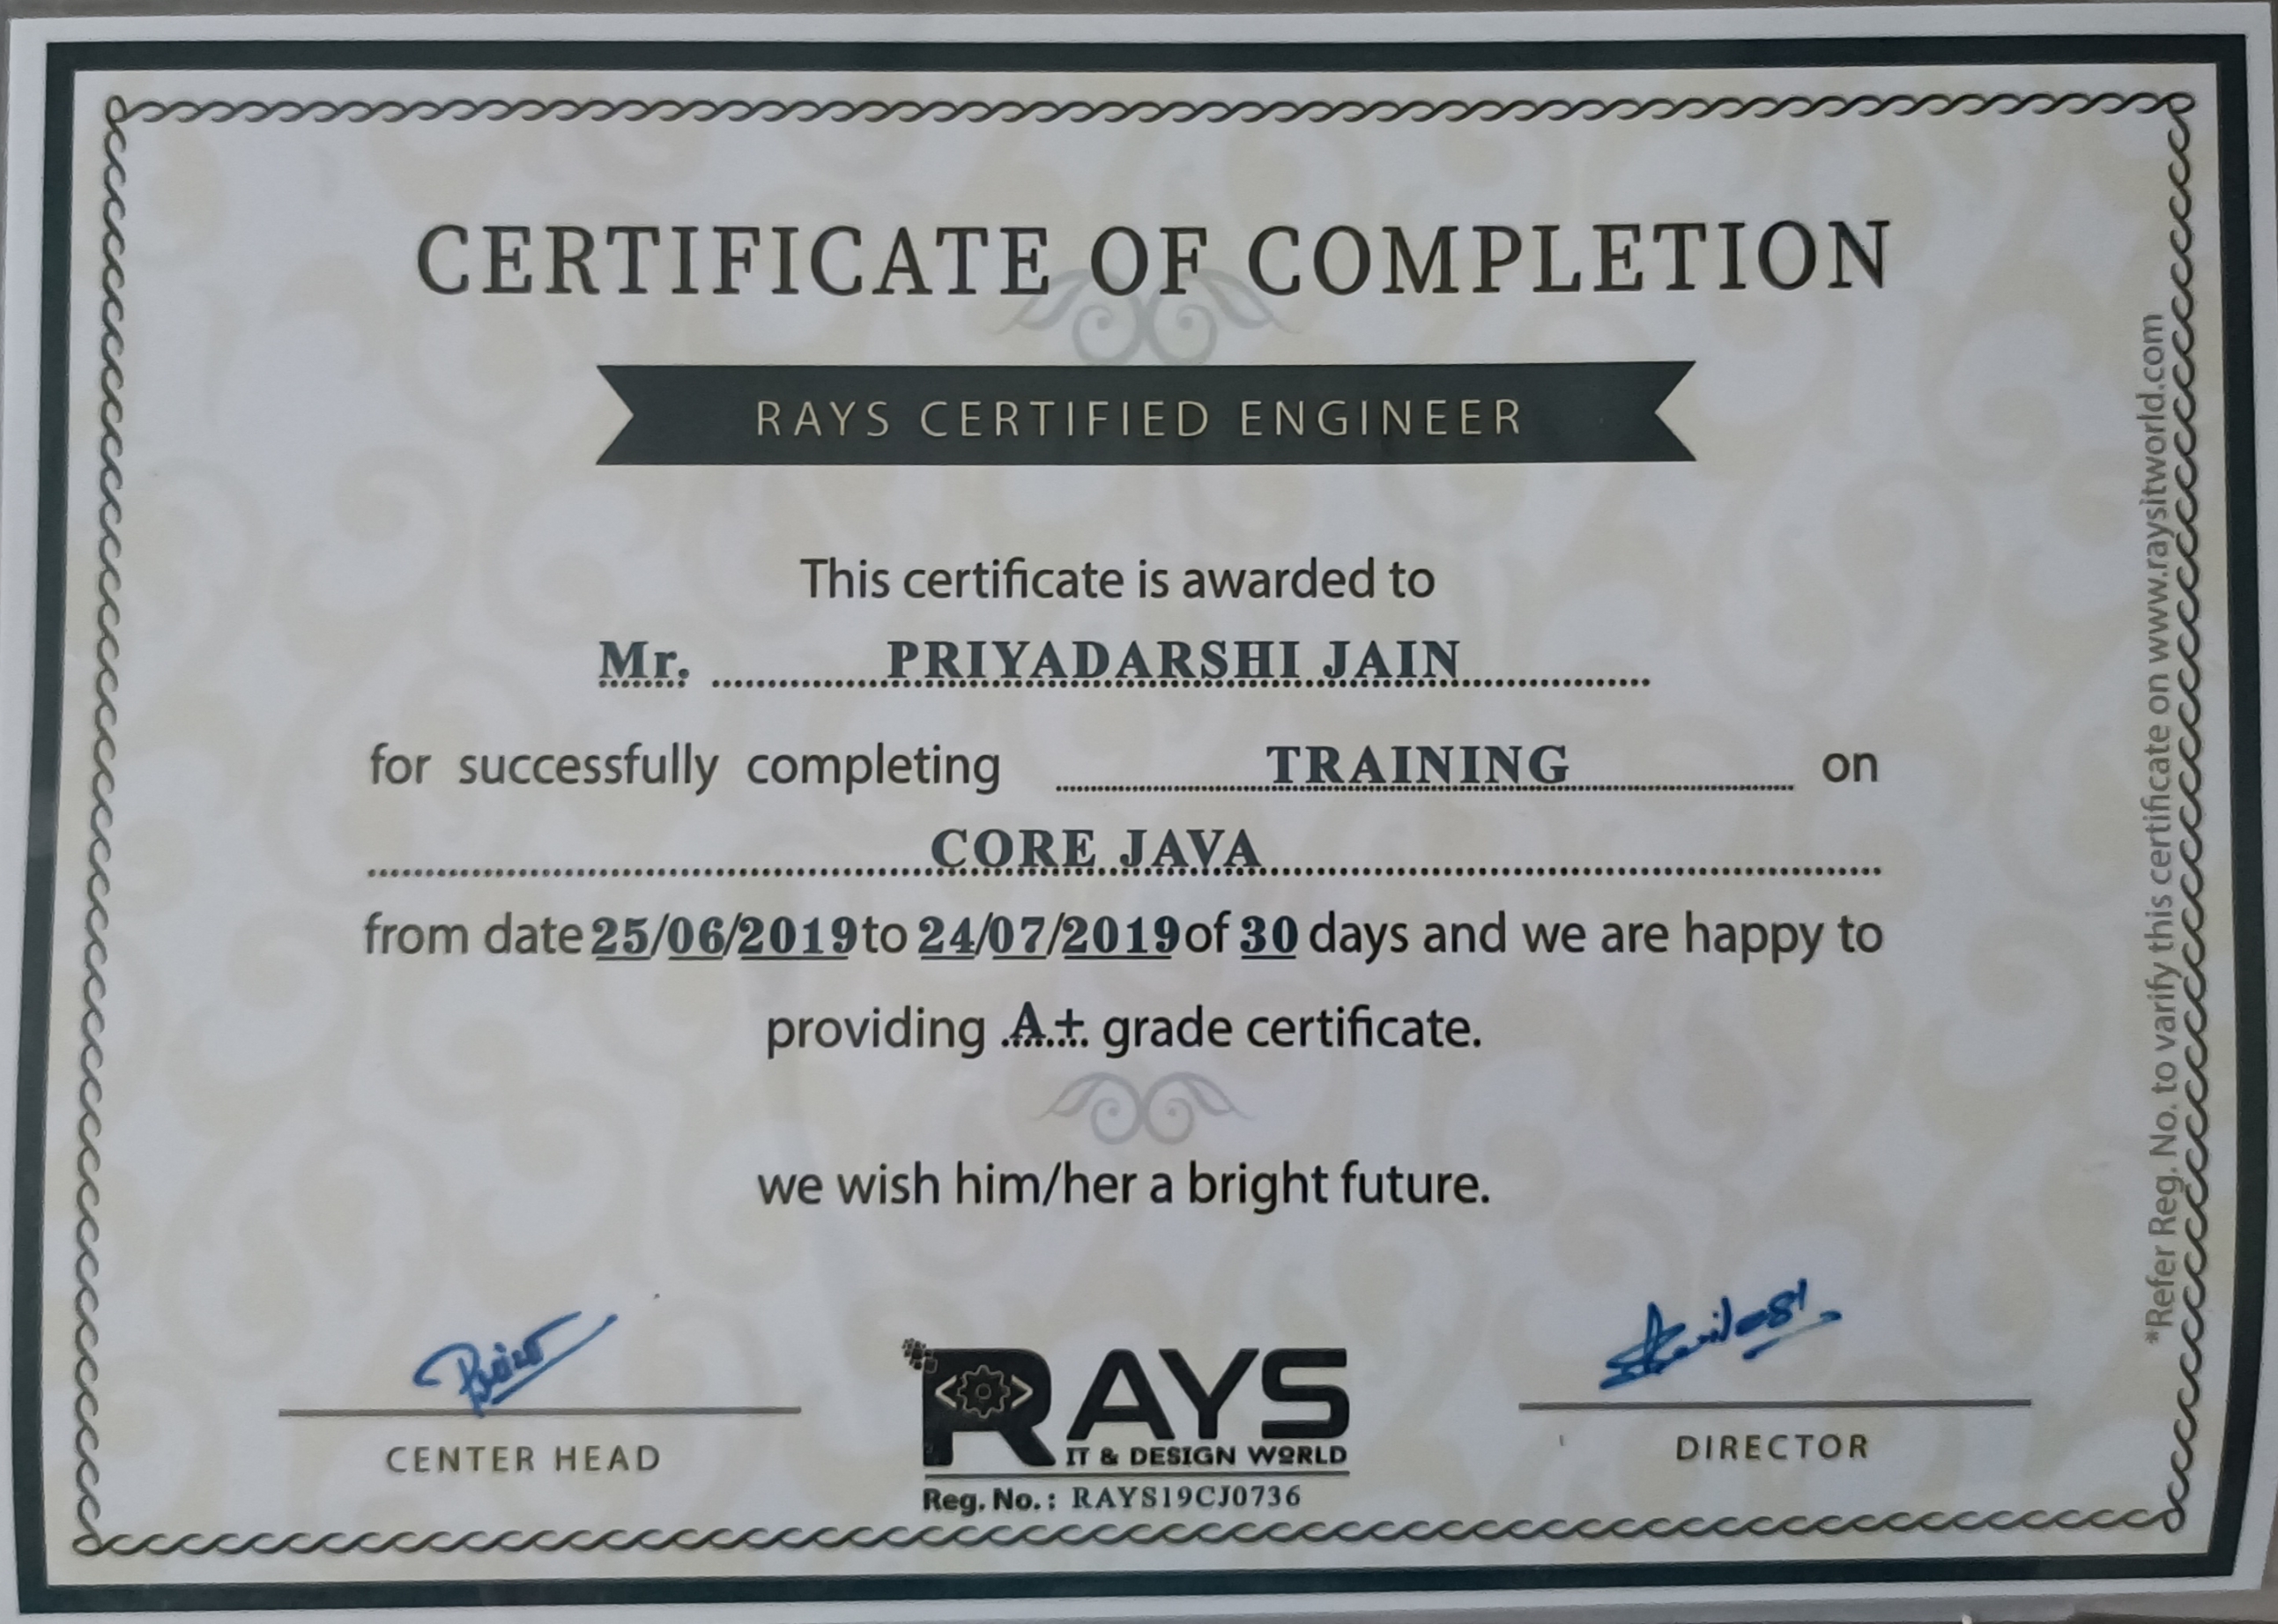 CERTIFICATE OF COMPLETION
RAYS CERTIFIED ENGINEER
This certificate is awarded to
Mr. PRIYADARSHI JAIN
for successfully completing TRAINING on
CORE JAVA
from date 25/06/2019 to 24/07/2019 of 30 days and we are happy to
providing A+ grade certificate.
we wish him/her a bright future.
CENTER HEAD
RAYS
IT & DESIGN WORLD
Reg. No. : RAYS19CJ0736
DIRECTOR
*Refer Reg. No. to varify this certificate on www.raysitworld.com